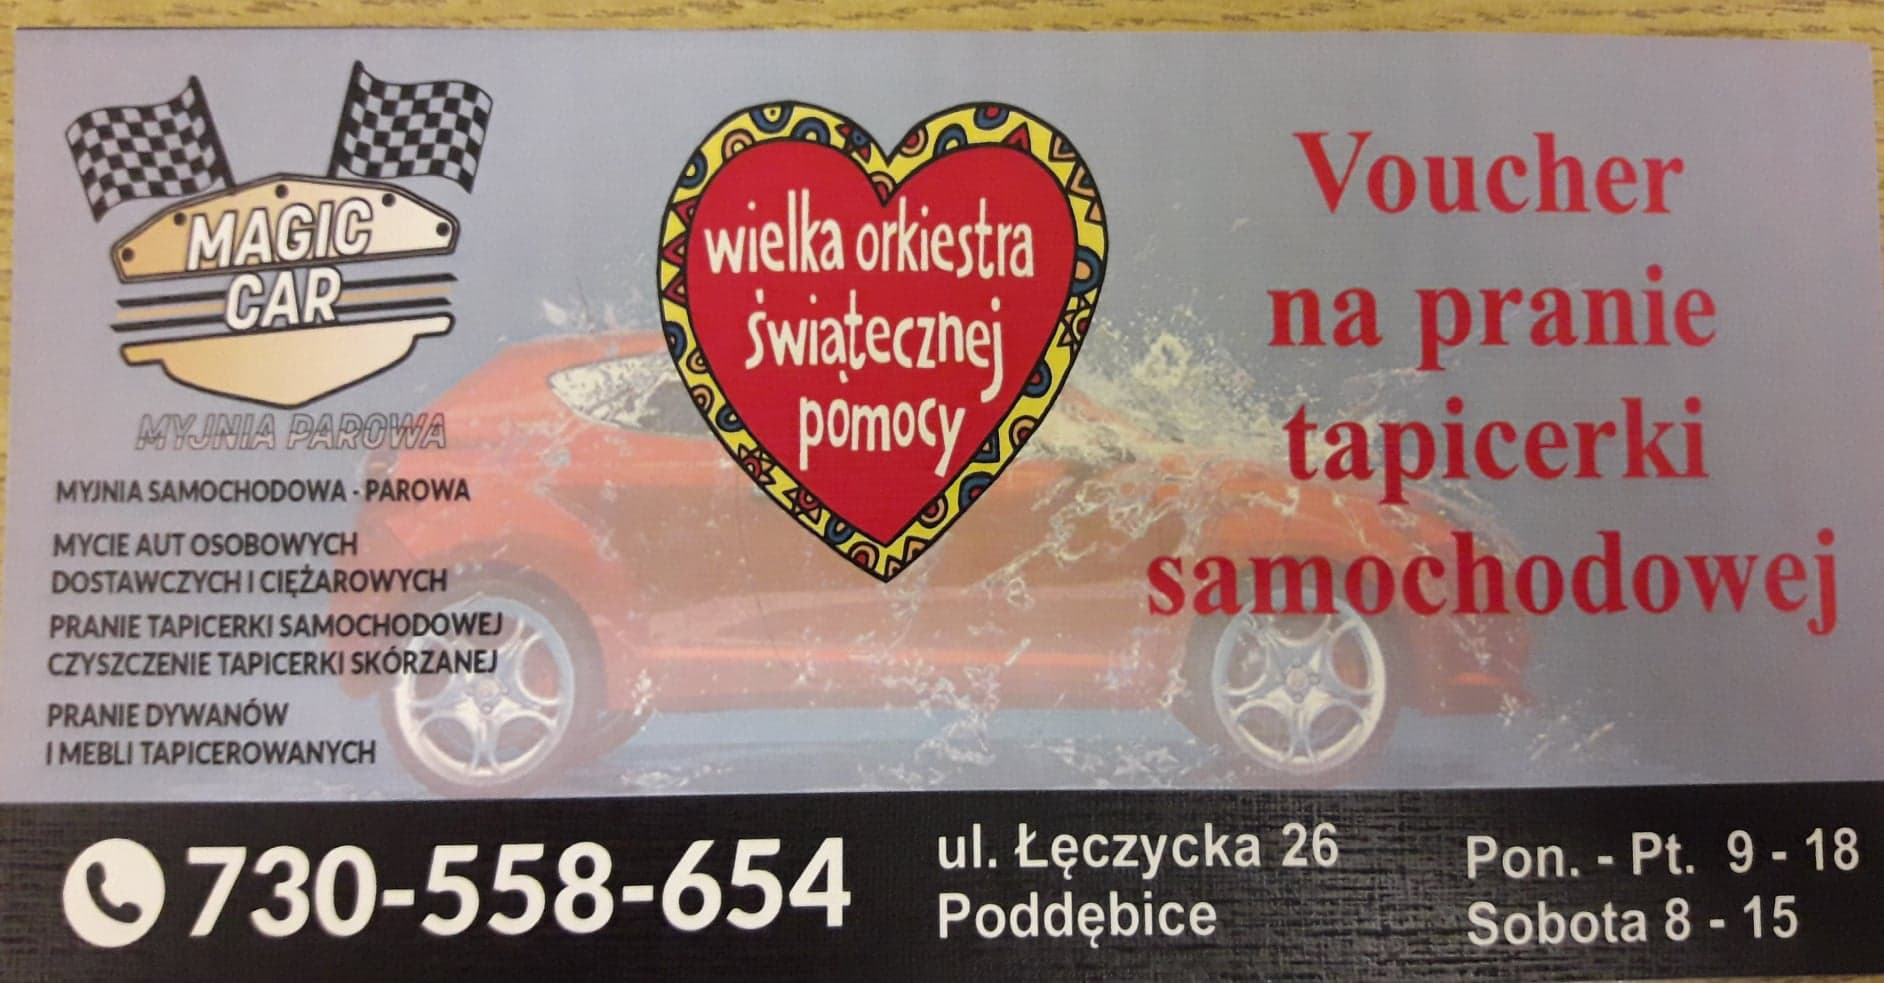 MAGIC
CAR
MYJNIA PAROWA
MYJNIA SAMOCHODOWA - PAROWA
MYCIE AUT OSOBOWYCH
DOSTAWCZYCH I CIĘŻAROWYCH
PRANIE TAPICERKI SAMOCHODOWEJ
CZYSZCZENIE TAPICERKI SKÓRZANEJ
PRANIE DYWANÓW
I MEBLI TAPICEROWANYCH
wielka orkiestra
świątecznej
pomocy
Voucher
na pranie
tapicerki
samochodowej
730-558-654
ul. Łęczycka 26
Poddębice
Pon. - Pt. 9 - 18
Sobota 8 - 15